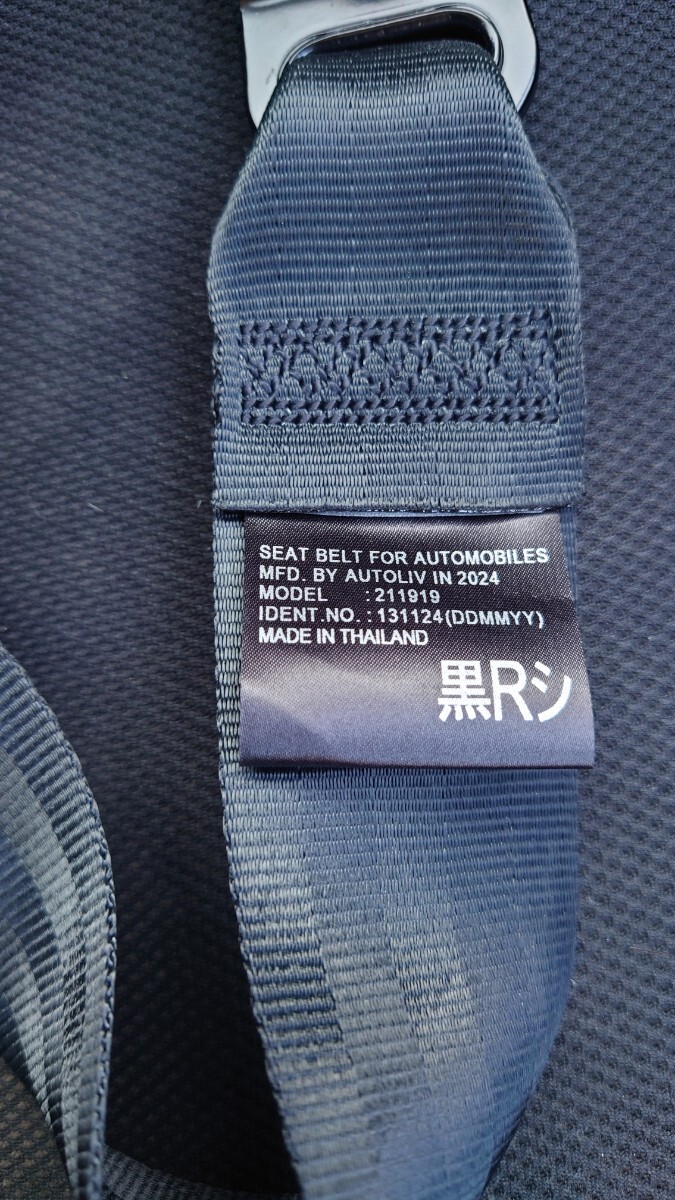 SEAT BELT FOR AUTOMOBILES
MFD. BY AUTOLIV IN 2024
MODEL : 211919
IDENT.NO. : 131124(DDMMYY)
MADE IN THAILAND
黒Rシ